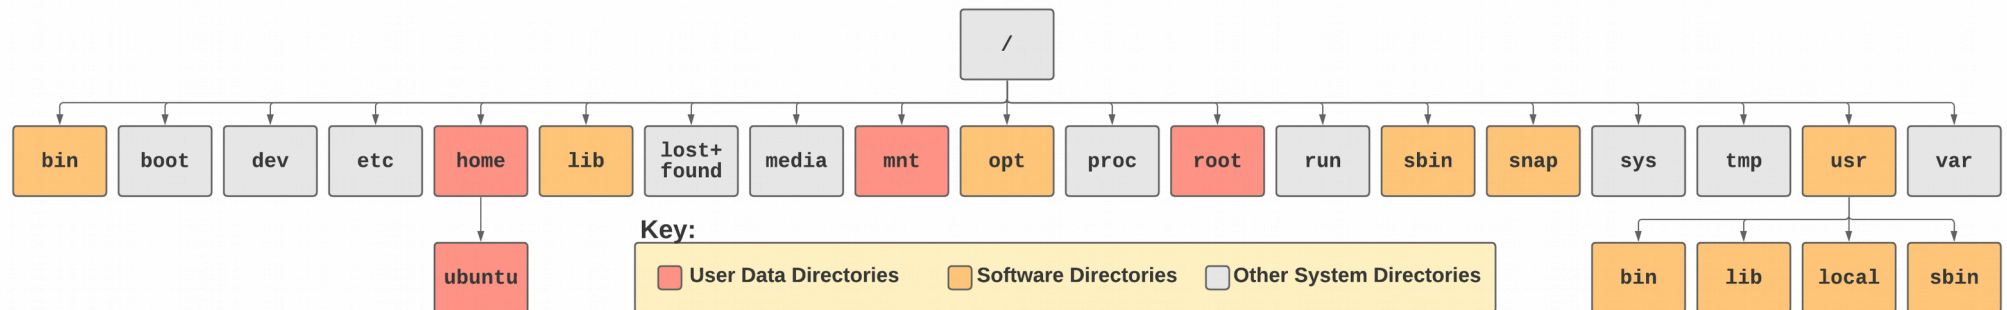 /
bin
boot
dev
etc
home
lib
lost+
found
media
mnt
opt
proc
root
run
sbin
snap
sys
tmp
usr
var
Key:
ubuntu
User Data Directories
Software Directories
Other System Directories
bin
lib
local
sbin